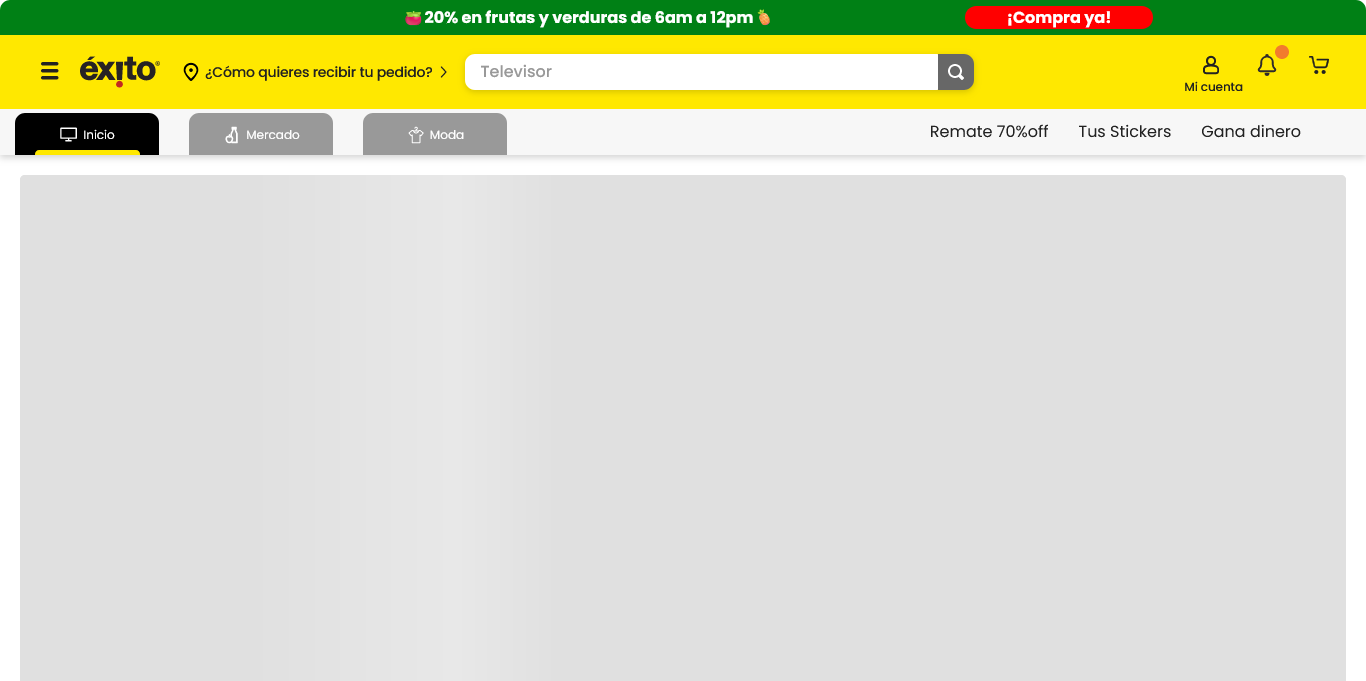 20% en frutas y verduras de 6am a 12pm
¡Compra ya!
éxito®
¿Cómo quieres recibir tu pedido?
Televisor
Mi cuenta
Inicio
Mercado
Moda
Remate 70%off
Tus Stickers
Gana dinero